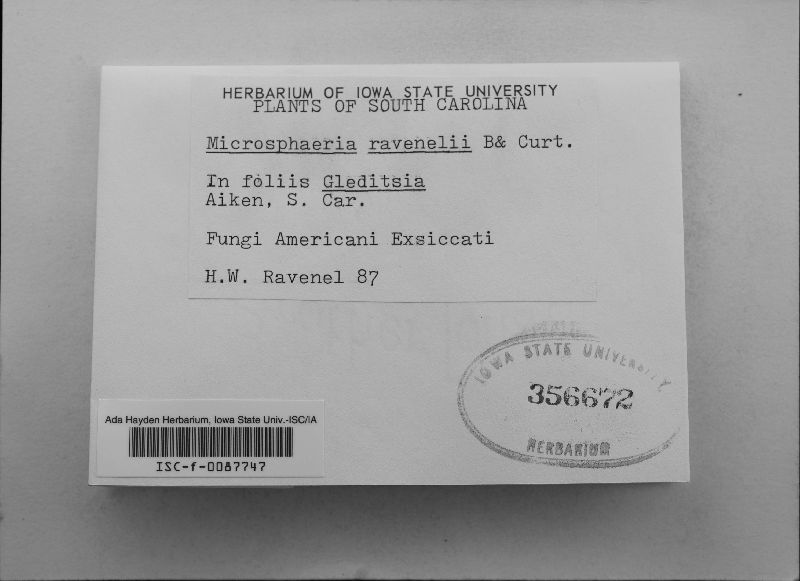 HERBARIUM OF IOWA STATE UNIVERSITY
PLANTS OF SOUTH CAROLINA
Microsphaeria ravenelii B& Curt.
In foliis Gleditsia
Aiken, S. Car.
Fungi Americani Exsiccati
H.W. Ravenel 87
IOWA STATE UNIVERSITY
356672
HERBARIUM
Ada Hayden Herbarium, Iowa State Univ.-ISC/IA
ISC-f-0087747